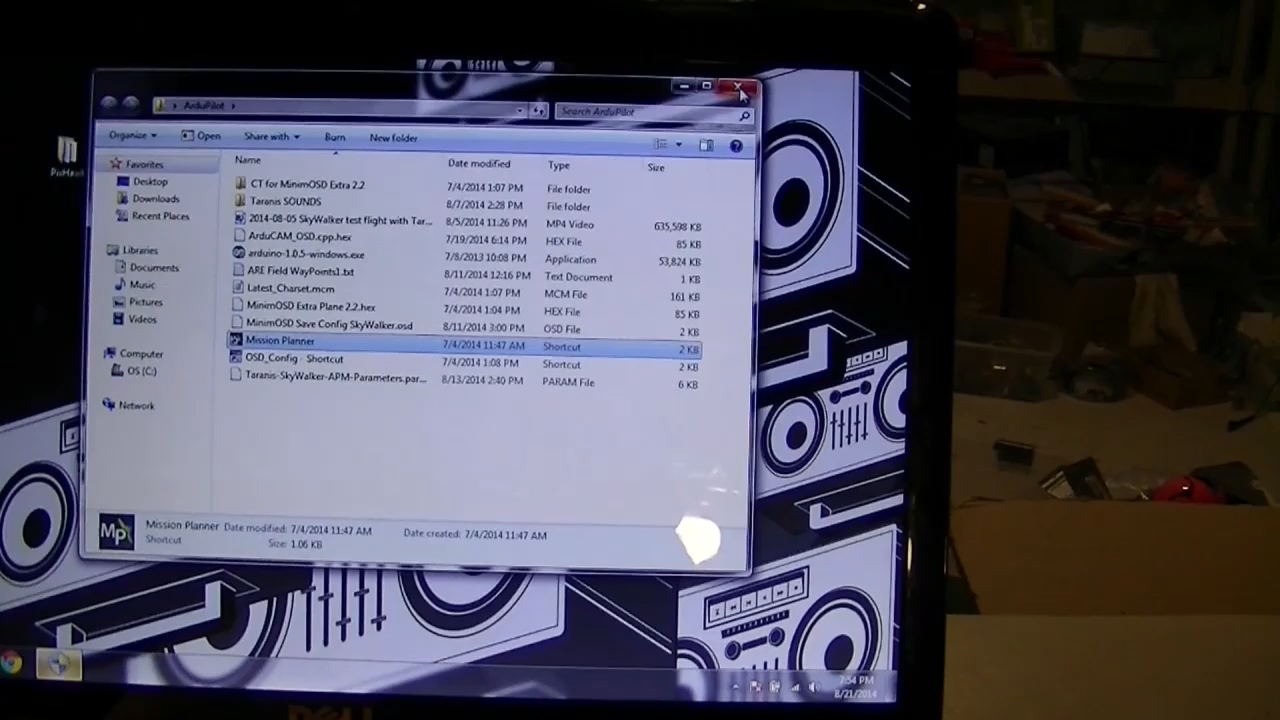 ArduPilot
Search ArduPilot
Organize Open Share with Burn New folder
Name Date modified Type Size
CT for MinimOSD Extra 2.2 7/4/2014 1:07 PM File folder
Taranis SOUNDS 8/7/2014 2:28 PM File folder
2014-08-05 SkyWalker test flight with Taranis... 8/5/2014 11:26 PM MP4 Video 635,598 KB
ArduCAM_OSD.cpp.hex 7/19/2014 6:14 PM HEX File 85 KB
arduino-1.0.5-windows.exe 7/8/2013 10:08 PM Application 53,824 KB
ARE Field WayPoints1.txt 8/11/2014 12:16 PM Text Document 1 KB
Latest_Charset.mcm 7/4/2014 1:07 PM MCM File 161 KB
MinimOSD Extra Plane 2.2.hex 7/4/2014 1:04 PM HEX File 85 KB
MinimOSD Save Config SkyWalker.osd 8/11/2014 3:00 PM OSD File 2 KB
Mission Planner 7/4/2014 11:47 AM Shortcut 2 KB
OSD_Config - Shortcut 7/4/2014 1:08 PM Shortcut 2 KB
Taranis-SkyWalker-APM-Parameters.par... 8/13/2014 2:40 PM PARAM File 6 KB
Favorites
Desktop
Downloads
Recent Places
Libraries
Documents
Music
Pictures
Videos
Computer
OS (C:)
Network
Mp
Mission Planner Date modified: 7/4/2014 11:47 AM Date created: 7/4/2014 11:47 AM
Shortcut Size: 1.06 KB
7:54 PM
8/21/2014
DELL